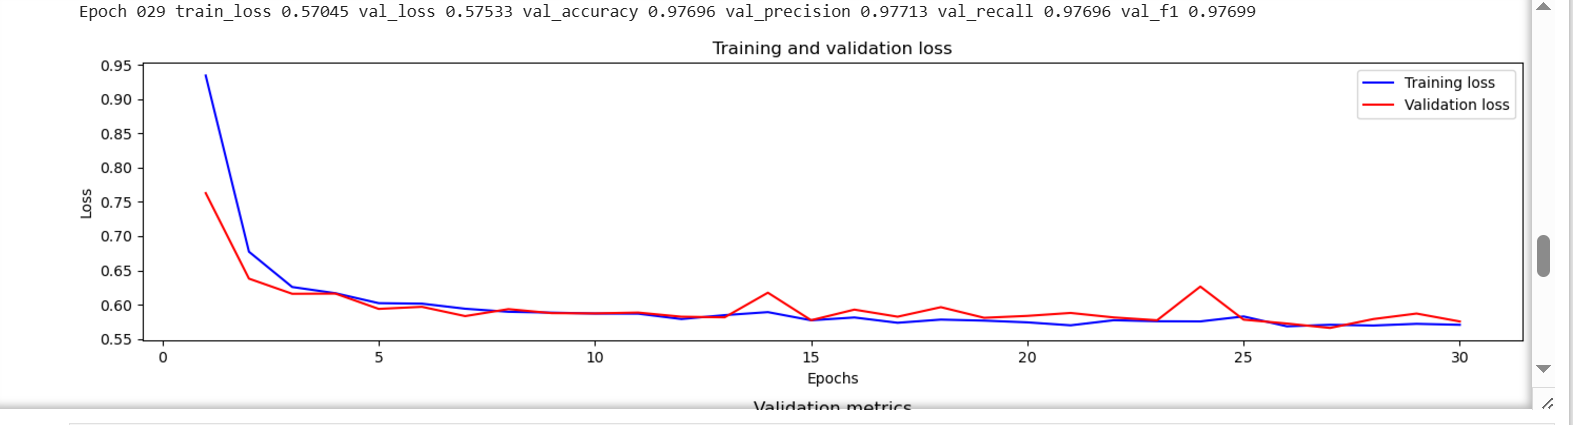 Epoch 029 train_loss 0.57045 val_loss 0.57533 val_accuracy 0.97696 val_precision 0.97713 val_recall 0.97696 val_f1 0.97699
Training and validation loss
0.95
0.90
0.85
0.80
0.75
0.70
0.65
0.60
0.55
Loss
Training loss
Validation loss
0 5 10 15 20 25 30
Epochs
Validation metrics